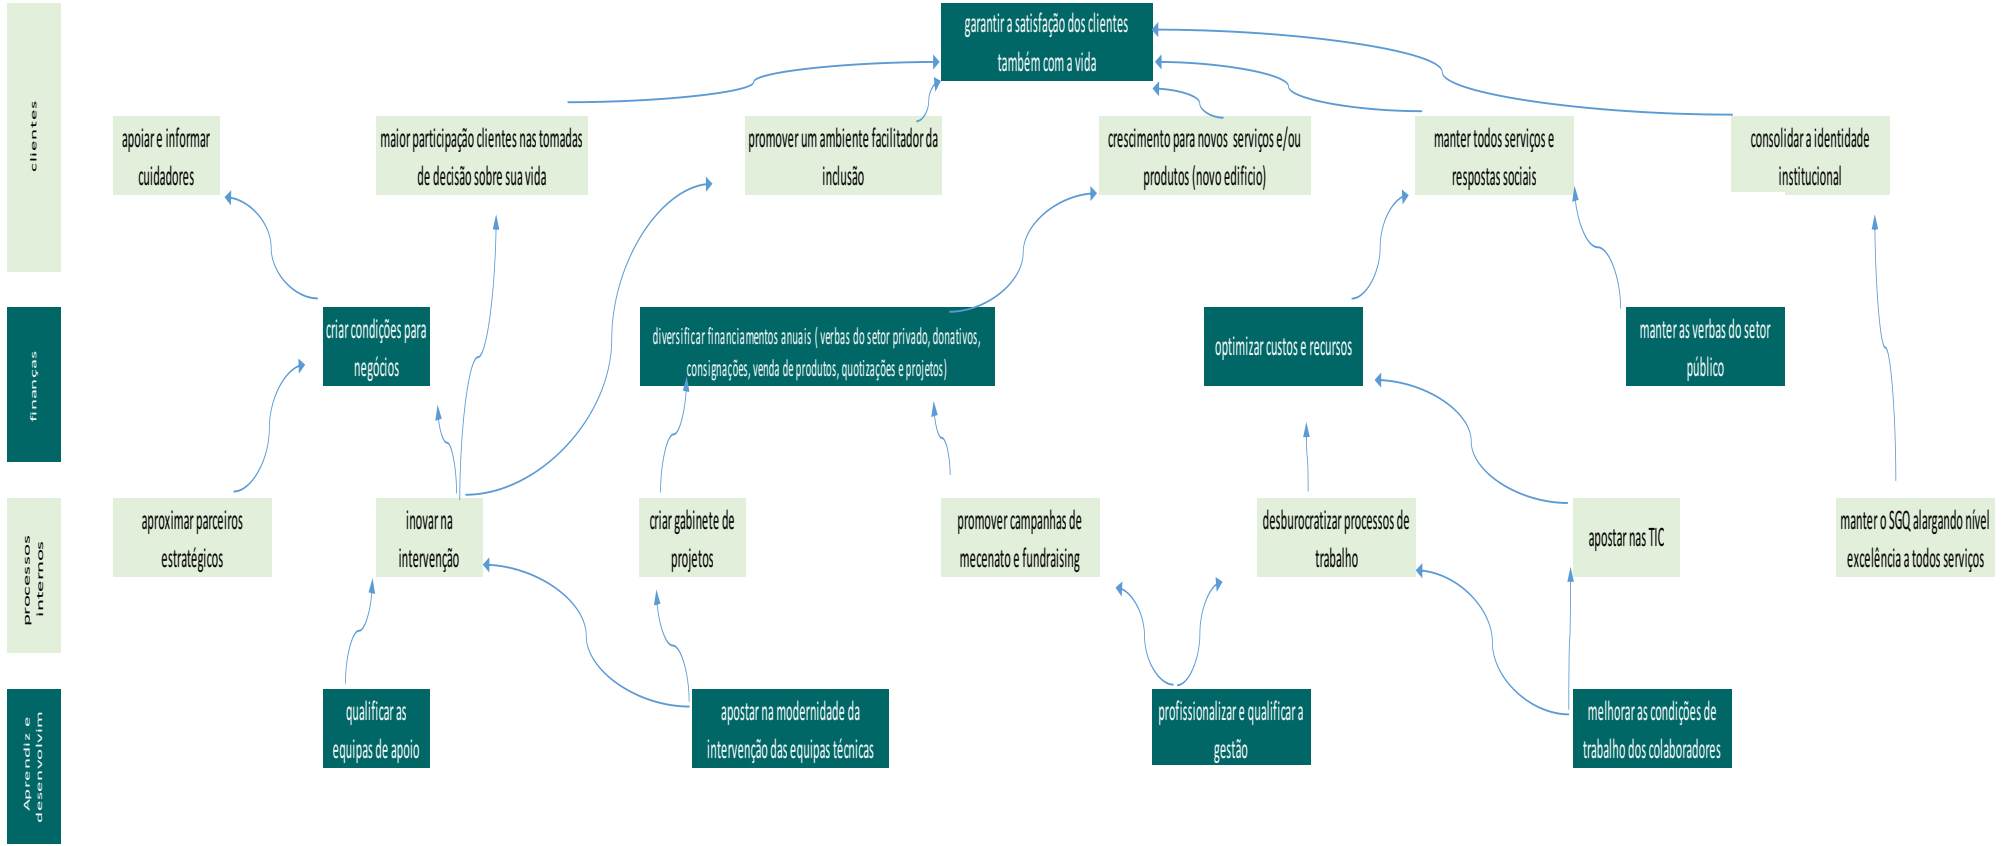 clientes
garantir a satisfação dos clientes
também com a vida
apoiar e informar
cuidadores
maior participação clientes nas tomadas
de decisão sobre sua vida
promover um ambiente facilitador da
inclusão
crescimento para novos serviços e/ou
produtos (novo edificio)
manter todos serviços e
respostas sociais
consolidar a identidade
institucional
finanças
criar condições para
negócios
diversificar financiamentos anuais ( verbas do setor privado, donativos,
consignações, venda de produtos, quotizações e projetos)
optimizar custos e recursos
manter as verbas do setor
público
processos
internos
aproximar parceiros
estratégicos
inovar na
intervenção
criar gabinete de
projetos
promover campanhas de
mecenato e fundraising
desburocratizar processos de
trabalho
apostar nas TIC
manter o SGQ alargando nível
excelência a todos serviços
Aprendiz e
desenvolvim
qualificar as
equipas de apoio
apostar na modernidade da
intervenção das equipas técnicas
profissionalizar e qualificar a
gestão
melhorar as condições de
trabalho dos colaboradores